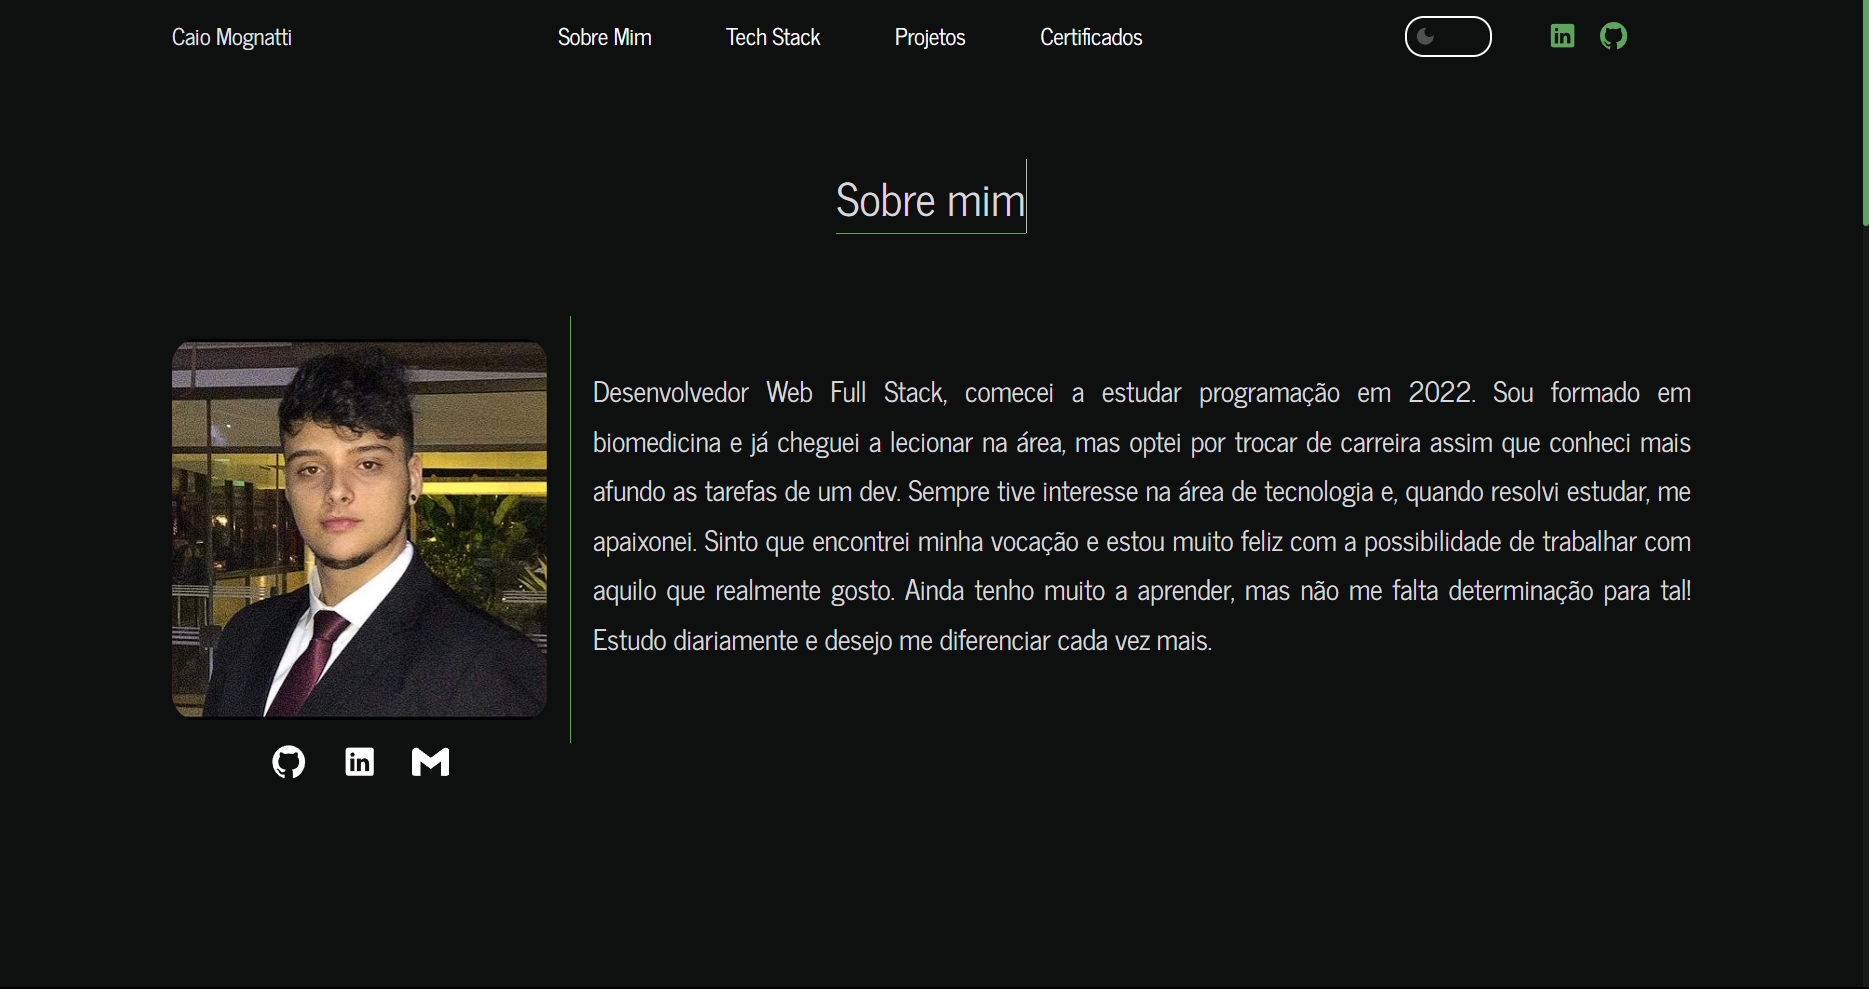 Caio Mognatti
Sobre Mim
Tech Stack
Projetos
Certificados
in
Sobre mim
Desenvolvedor Web Full Stack, comecei a estudar programação em 2022. Sou formado em
biomedicina e já cheguei a lecionar na área, mas optei por trocar de carreira assim que conheci mais
afundo as tarefas de um dev. Sempre tive interesse na área de tecnologia e, quando resolvi estudar, me
apaixonei. Sinto que encontrei minha vocação e estou muito feliz com a possibilidade de trabalhar com
aquilo que realmente gosto. Ainda tenho muito a aprender, mas não me falta determinação para tal!
Estudo diariamente e desejo me diferenciar cada vez mais.
in